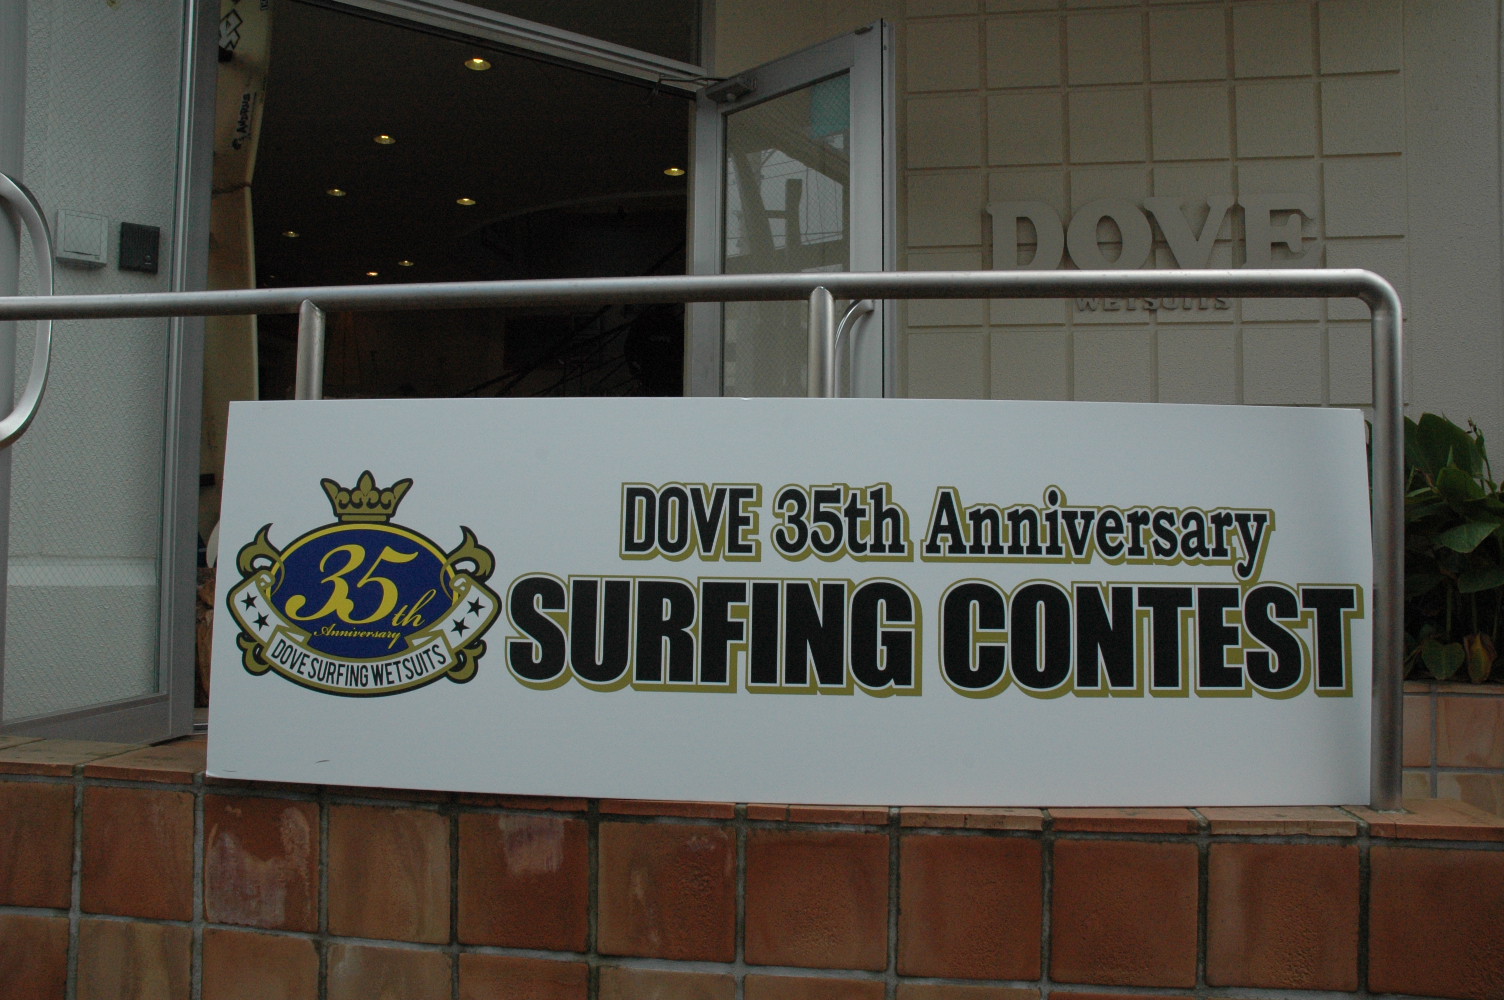 DOVE
WETSUITS
DOVE 35th Anniversary
SURFING CONTEST
35th
Anniversary
DOVE SURFING WETSUITS